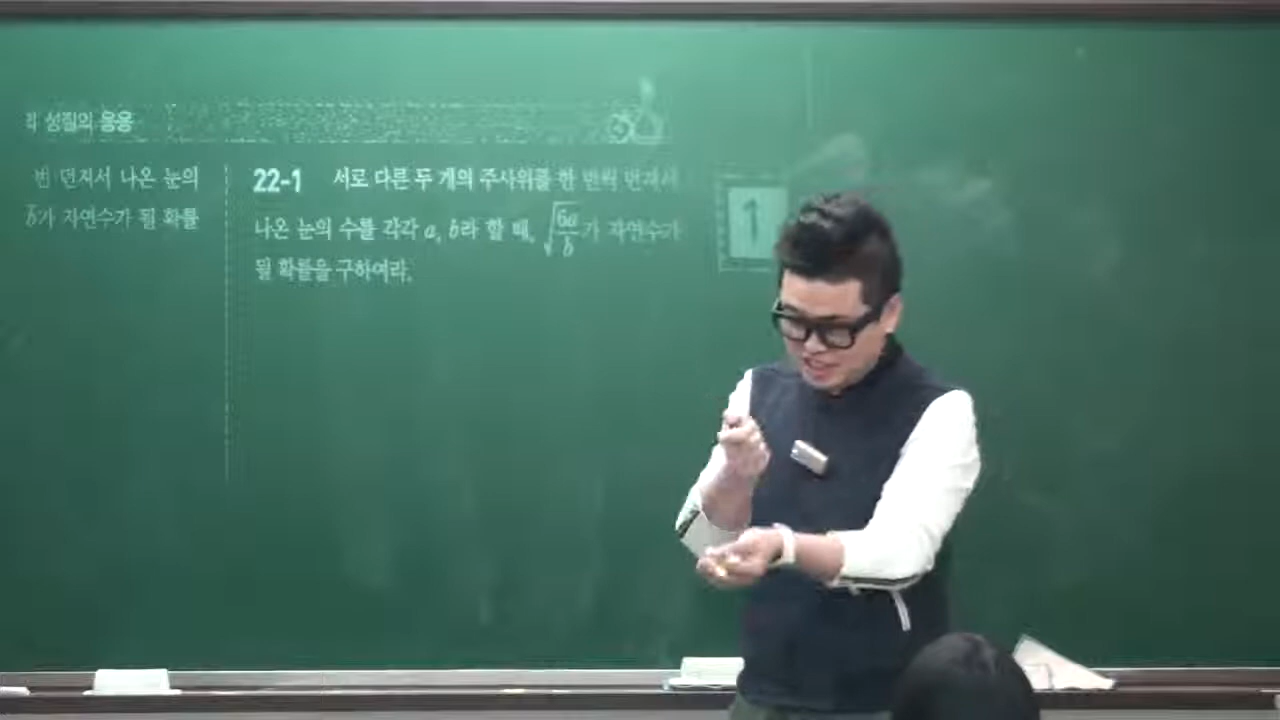 성질의 응용
번 던져서 나온 눈의
b가 자연수가 될 확률
22-1 서로 다른 두 개의 주사위를 한 번씩 던져서
나온 눈의 수를 각각 a, b라 할 때, √(6a/b)가 자연수가
될 확률을 구하여라.
1